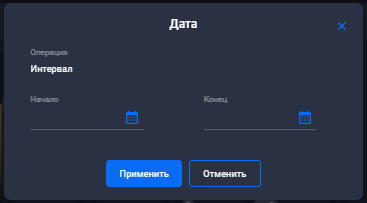 Дата
Операция
Интервал
Начало Конец
Применить Отменить